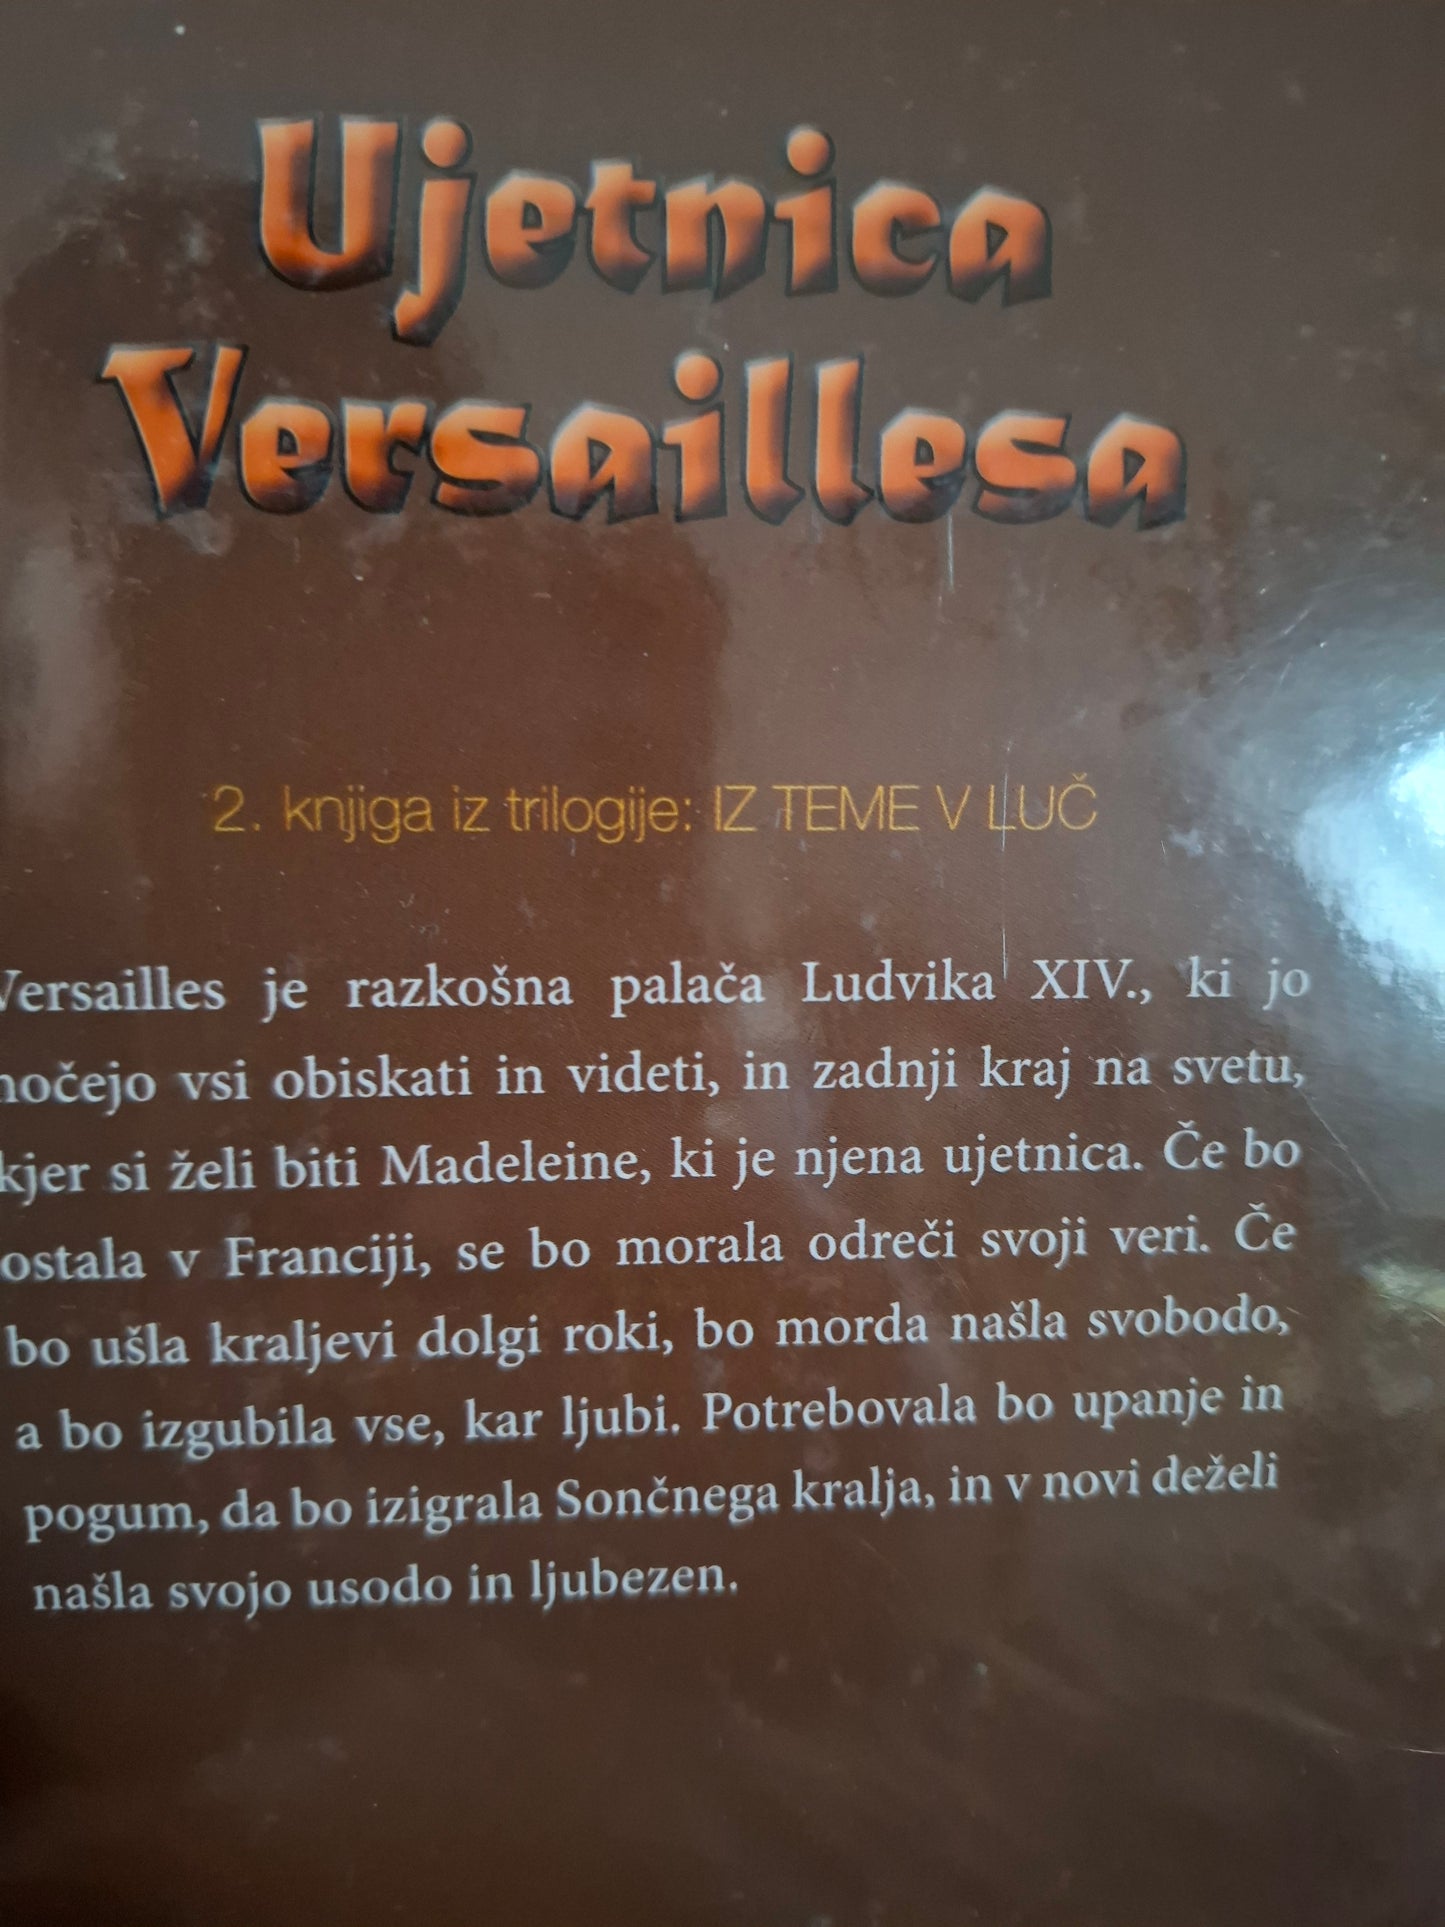 Ujetnica
Versaillesa
2. knjiga iz trilogije: IZ TEME V LUČ
Versailles je razkošna palača Ludvika XIV., ki jo
hočejo vsi obiskati in videti, in zadnji kraj na svetu,
kjer si želi biti Madeleine, ki je njena ujetnica. Če bo
ostala v Franciji, se bo morala odreči svoji veri. Če
bo ušla kraljevi dolgi roki, bo morda našla svobodo,
a bo izgubila vse, kar ljubi. Potrebovala bo upanje in
pogum, da bo izigrala Sončnega kralja, in v novi deželi
našla svojo usodo in ljubezen.